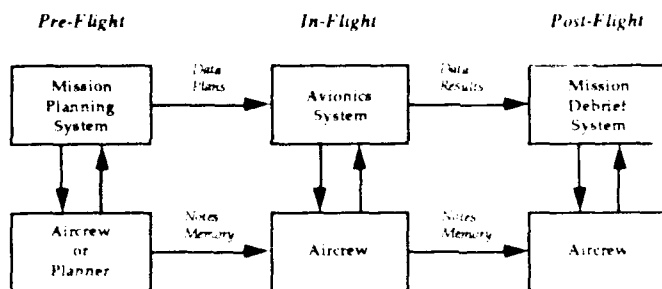 Pre-Flight
In-Flight
Post-Flight
Mission
Planning
System
Data
Plans
Avionics
System
Data
Results
Mission
Debrief
System
Aircrew
or
Planner
Notes
Memory
Aircrew
Notes
Memory
Aircrew